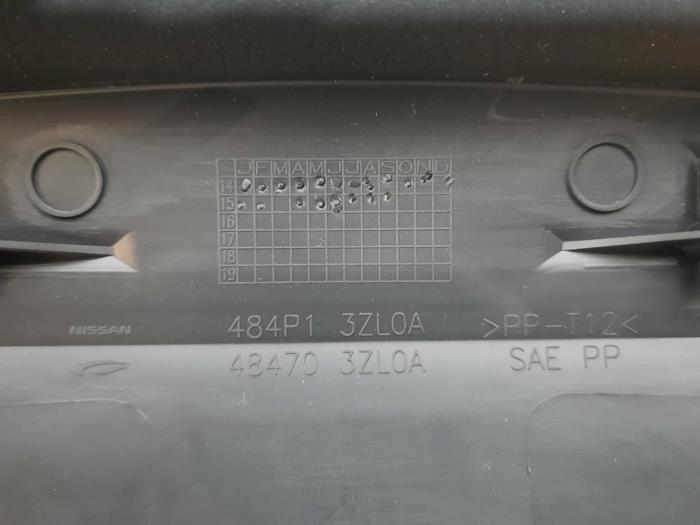 J F M A M J J A S O N D
14
15
16
17
18
19
NISSAN 484P1 3ZL0A >PP-T12<
48470 3ZL0A SAE PP